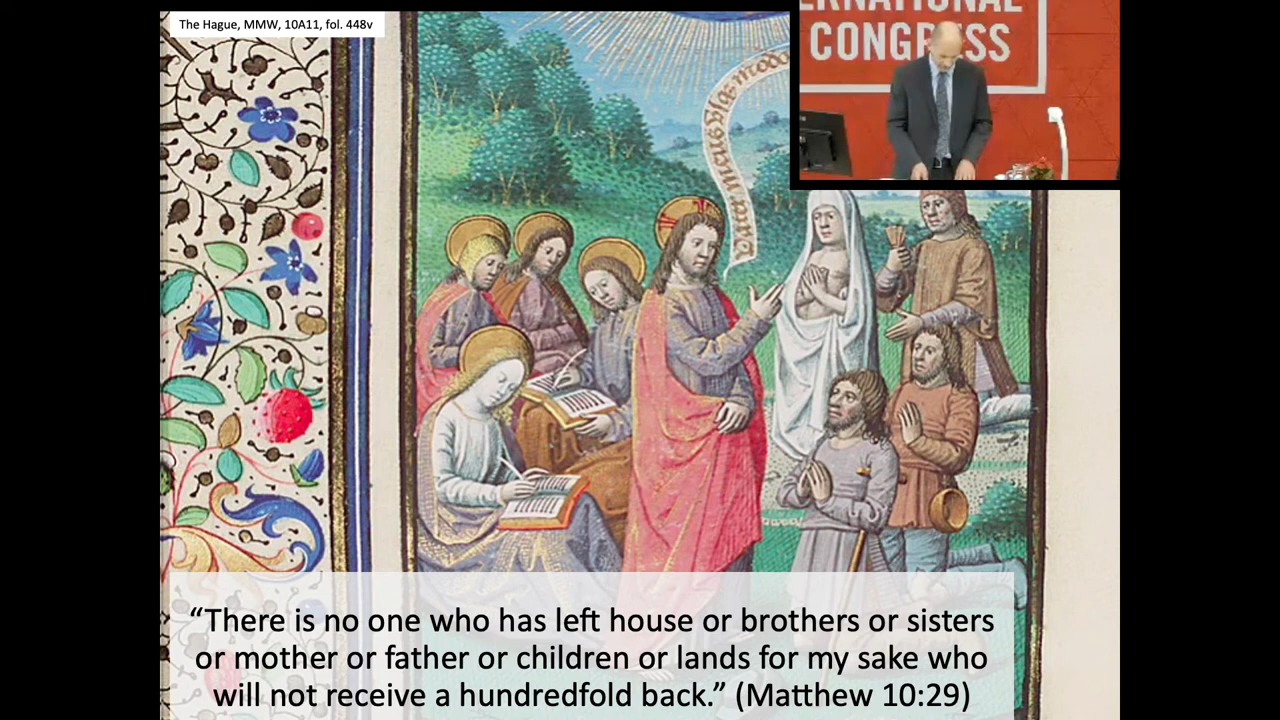 The Hague, MMW, 10A11, fol. 448v
ERNATIONAL
CONGRESS
“There is no one who has left house or brothers or sisters
or mother or father or children or lands for my sake who
will not receive a hundredfold back.” (Matthew 10:29)